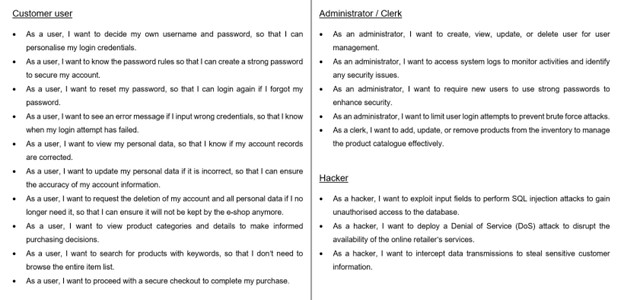 Customer user
• As a user, I want to decide my own username and password, so that I can
personalise my login credentials.
• As a user, I want to know the password rules so that I can create a strong password
to secure my account.
• As a user, I want to reset my password, so that I can login again if I forgot my
password.
• As a user, I want to see an error message if I input wrong credentials, so that I know
when my login attempt has failed.
• As a user, I want to view my personal data, so that I know if my account records
are corrected.
• As a user, I want to update my personal data if it is incorrect, so that I can ensure
the accuracy of my account information.
• As a user, I want to request the deletion of my account and all personal data if I no
longer need it, so that I can ensure it will not be kept by the e-shop anymore.
• As a user, I want to view product categories and details to make informed
purchasing decisions.
• As a user, I want to search for products with keywords, so that I don't need to
browse the entire item list.
• As a user, I want to proceed with a secure checkout to complete my purchase.
Administrator / Clerk
• As an administrator, I want to create, view, update, or delete user for user
management.
• As an administrator, I want to access system logs to monitor activities and identify
any security issues.
• As an administrator, I want to require new users to use strong passwords to
enhance security.
• As an administrator, I want to limit user login attempts to prevent brute force attacks.
• As a clerk, I want to add, update, or remove products from the inventory to manage
the product catalogue effectively.
Hacker
• As a hacker, I want to exploit input fields to perform SQL injection attacks to gain
unauthorised access to the database.
• As a hacker, I want to deploy a Denial of Service (DoS) attack to disrupt the
availability of the online retailer's services.
• As a hacker, I want to intercept data transmissions to steal sensitive customer
information.